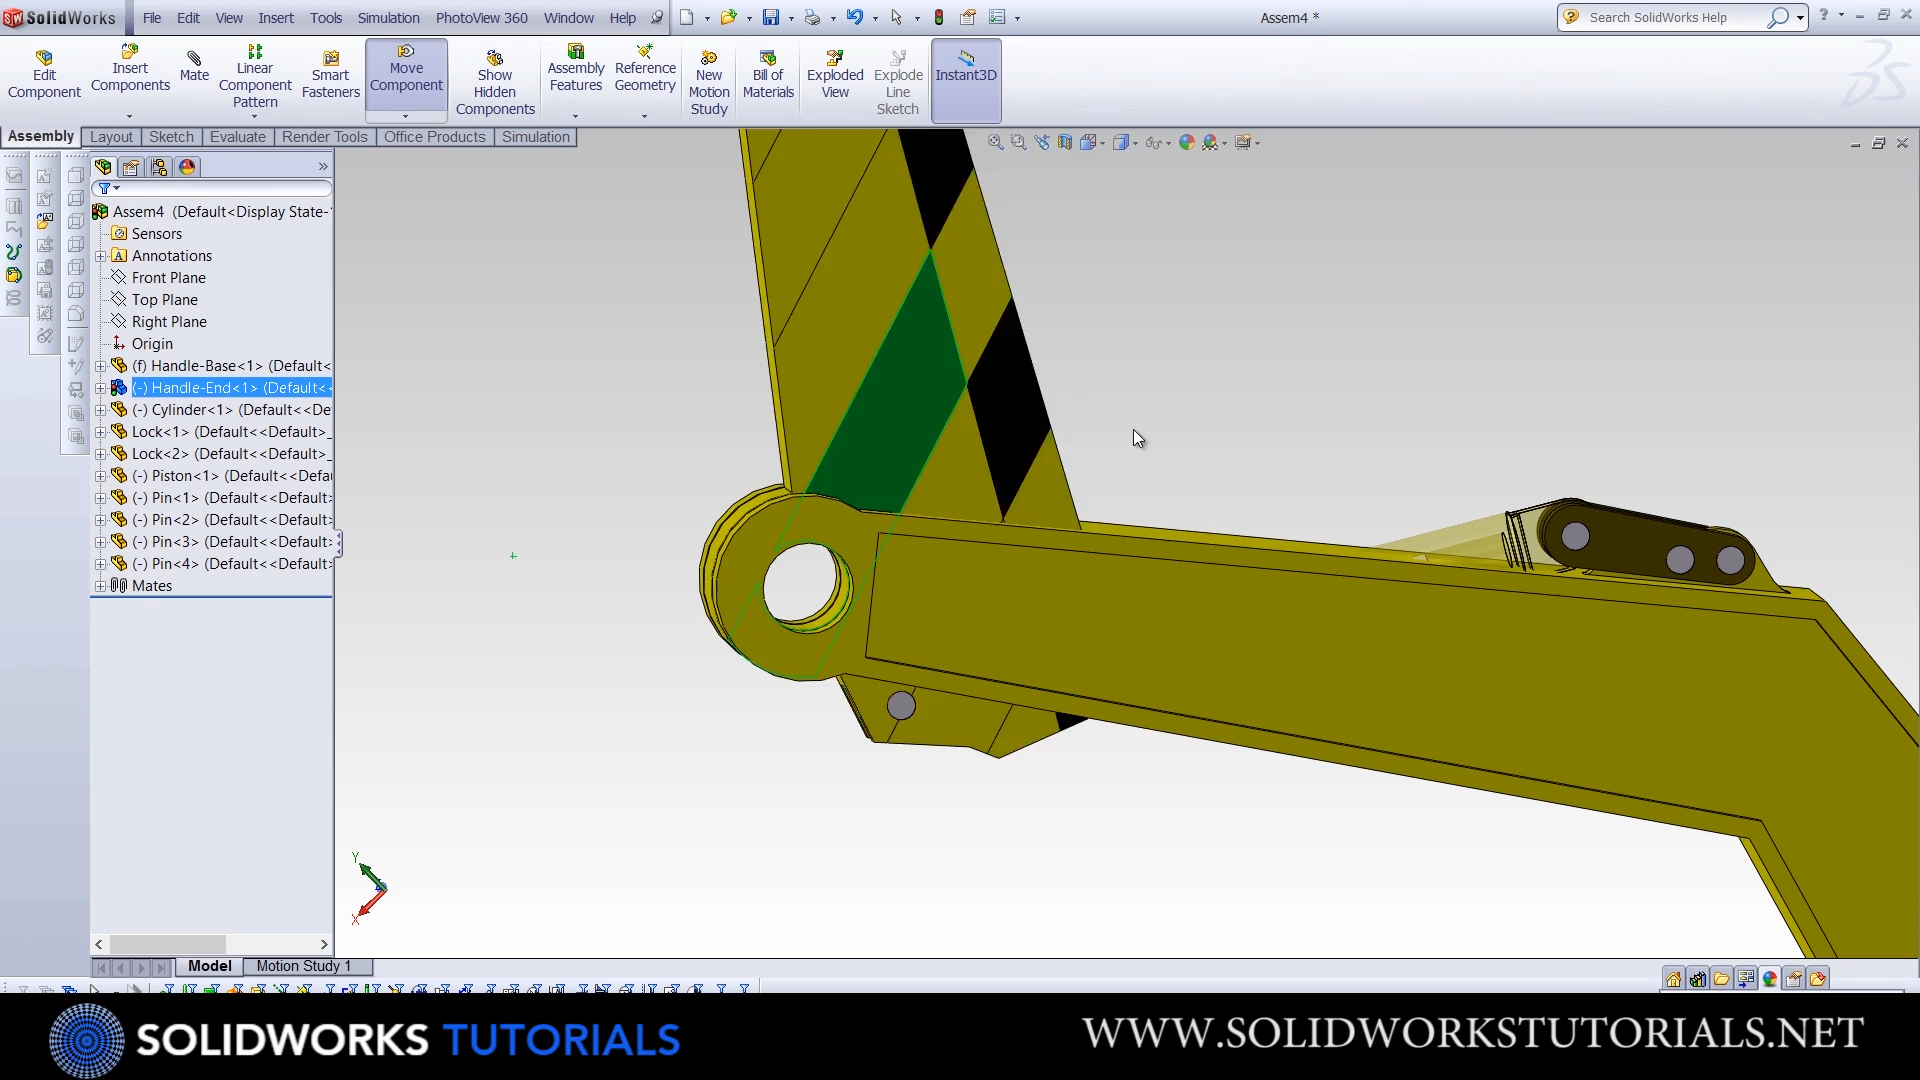 SolidWorks File Edit View Insert Tools Simulation PhotoView 360 Window Help Assem4 * Search SolidWorks Help
Edit Component
Insert Components
Mate
Linear Component Pattern
Smart Fasteners
Move Component
Show Hidden Components
Assembly Features
Reference Geometry
New Motion Study
Bill of Materials
Exploded View
Explode Line Sketch
Instant3D
Assembly Layout Sketch Evaluate Render Tools Office Products Simulation
Assem4 (Default<Display State-
Sensors
Annotations
Front Plane
Top Plane
Right Plane
Origin
(f) Handle-Base<1> (Default<
(-) Handle-End<1> (Default<<
(-) Cylinder<1> (Default<<De
Lock<1> (Default<<Default>_
Lock<2> (Default<<Default>_
(-) Piston<1> (Default<<Defau
(-) Pin<1> (Default<<Default>
(-) Pin<2> (Default<<Default>
(-) Pin<3> (Default<<Default>
(-) Pin<4> (Default<<Default>
Mates
Y
X
Model Motion Study 1
SOLIDWORKS TUTORIALS
WWW.SOLIDWORKSTUTORIALS.NET